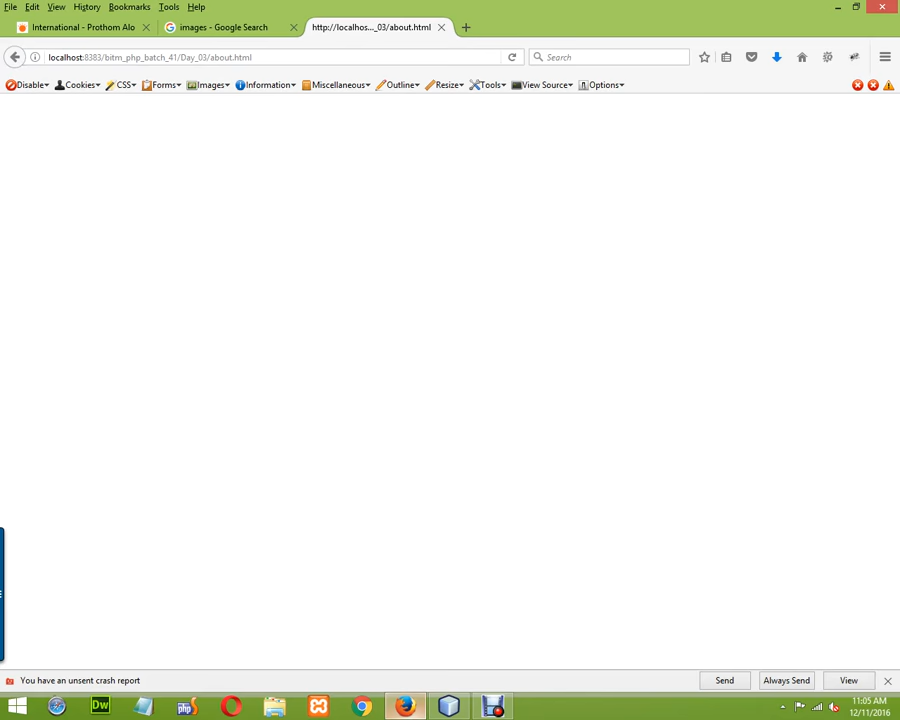 File Edit View History Bookmarks Tools Help
International - Prothom Alo
images - Google Search
http://localhos..._03/about.html
localhost:8383/bitm_php_batch_41/Day_03/about.html
Search
Disable Cookies CSS Forms Images Information Miscellaneous Outline Resize Tools View Source Options
You have an unsent crash report
Send Always Send View
Dw php
11:05 AM
12/11/2016